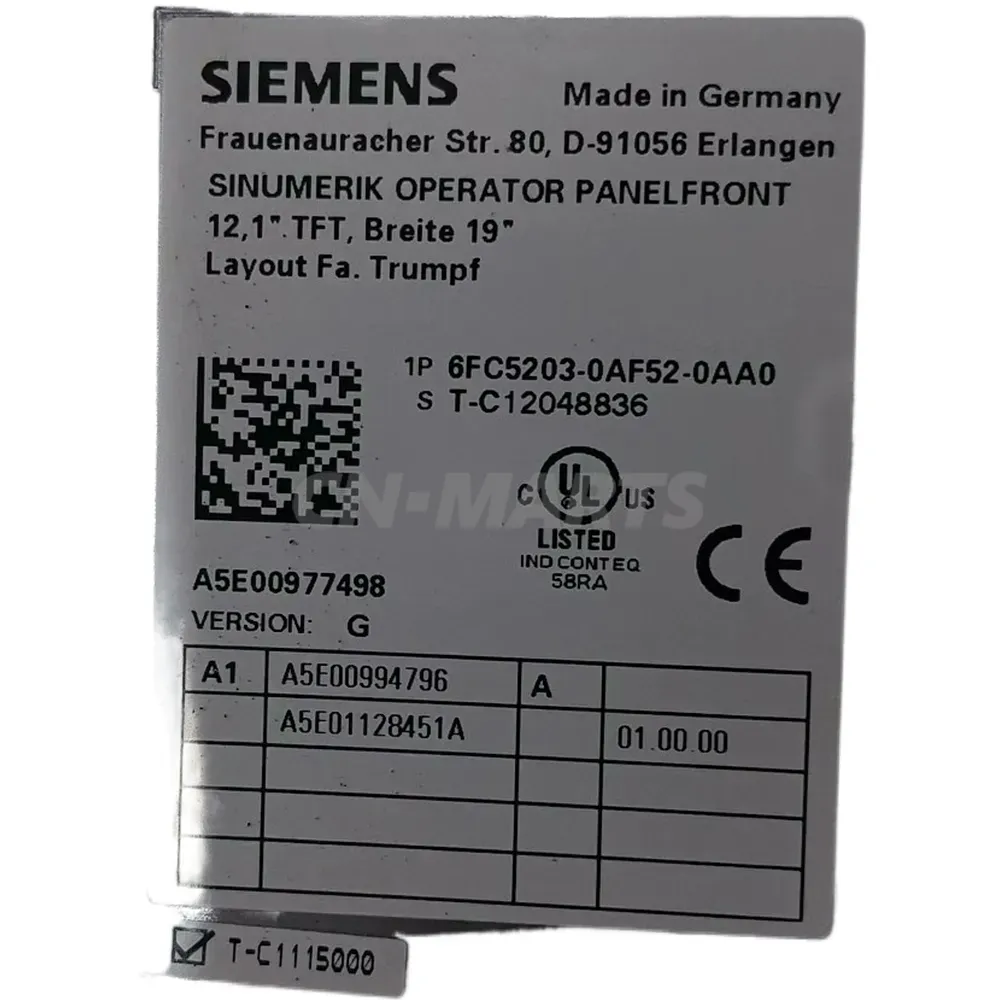 SIEMENS Made in Germany
Frauenauracher Str. 80, D-91056 Erlangen
SINUMERIK OPERATOR PANELFRONT
12,1" TFT, Breite 19"
Layout Fa. Trumpf
1P 6FC5203-0AF52-0AA0
S T-C12048836
C UL US
LISTED
IND CONT EQ
58RA
CE
CN-MARTS
A5E00977498
VERSION: G
A1 A5E00994796 A
A5E01128451A 01.00.00
T-C1115000